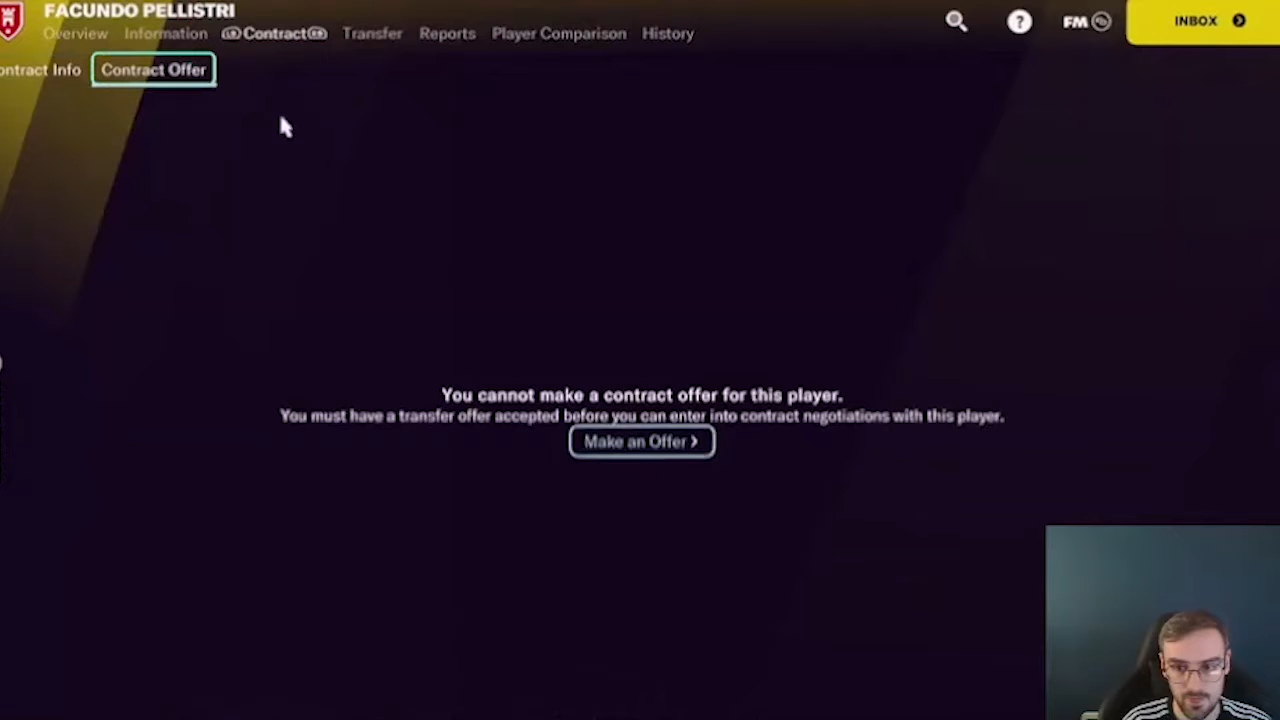 FACUNDO PELLISTRI
Overview Information Contract Transfer Reports Player Comparison History
FM
INBOX
ontract Info Contract Offer
You cannot make a contract offer for this player.
You must have a transfer offer accepted before you can enter into contract negotiations with this player.
Make an Offer >